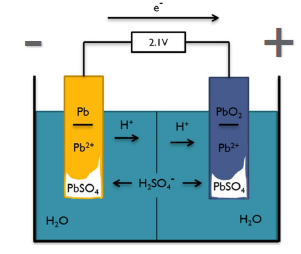 e⁻
− +
2.1V
Pb PbO₂
H⁺ H⁺
Pb²⁺ Pb²⁺
PbSO₄ H₂SO₄⁻ PbSO₄
H₂O H₂O